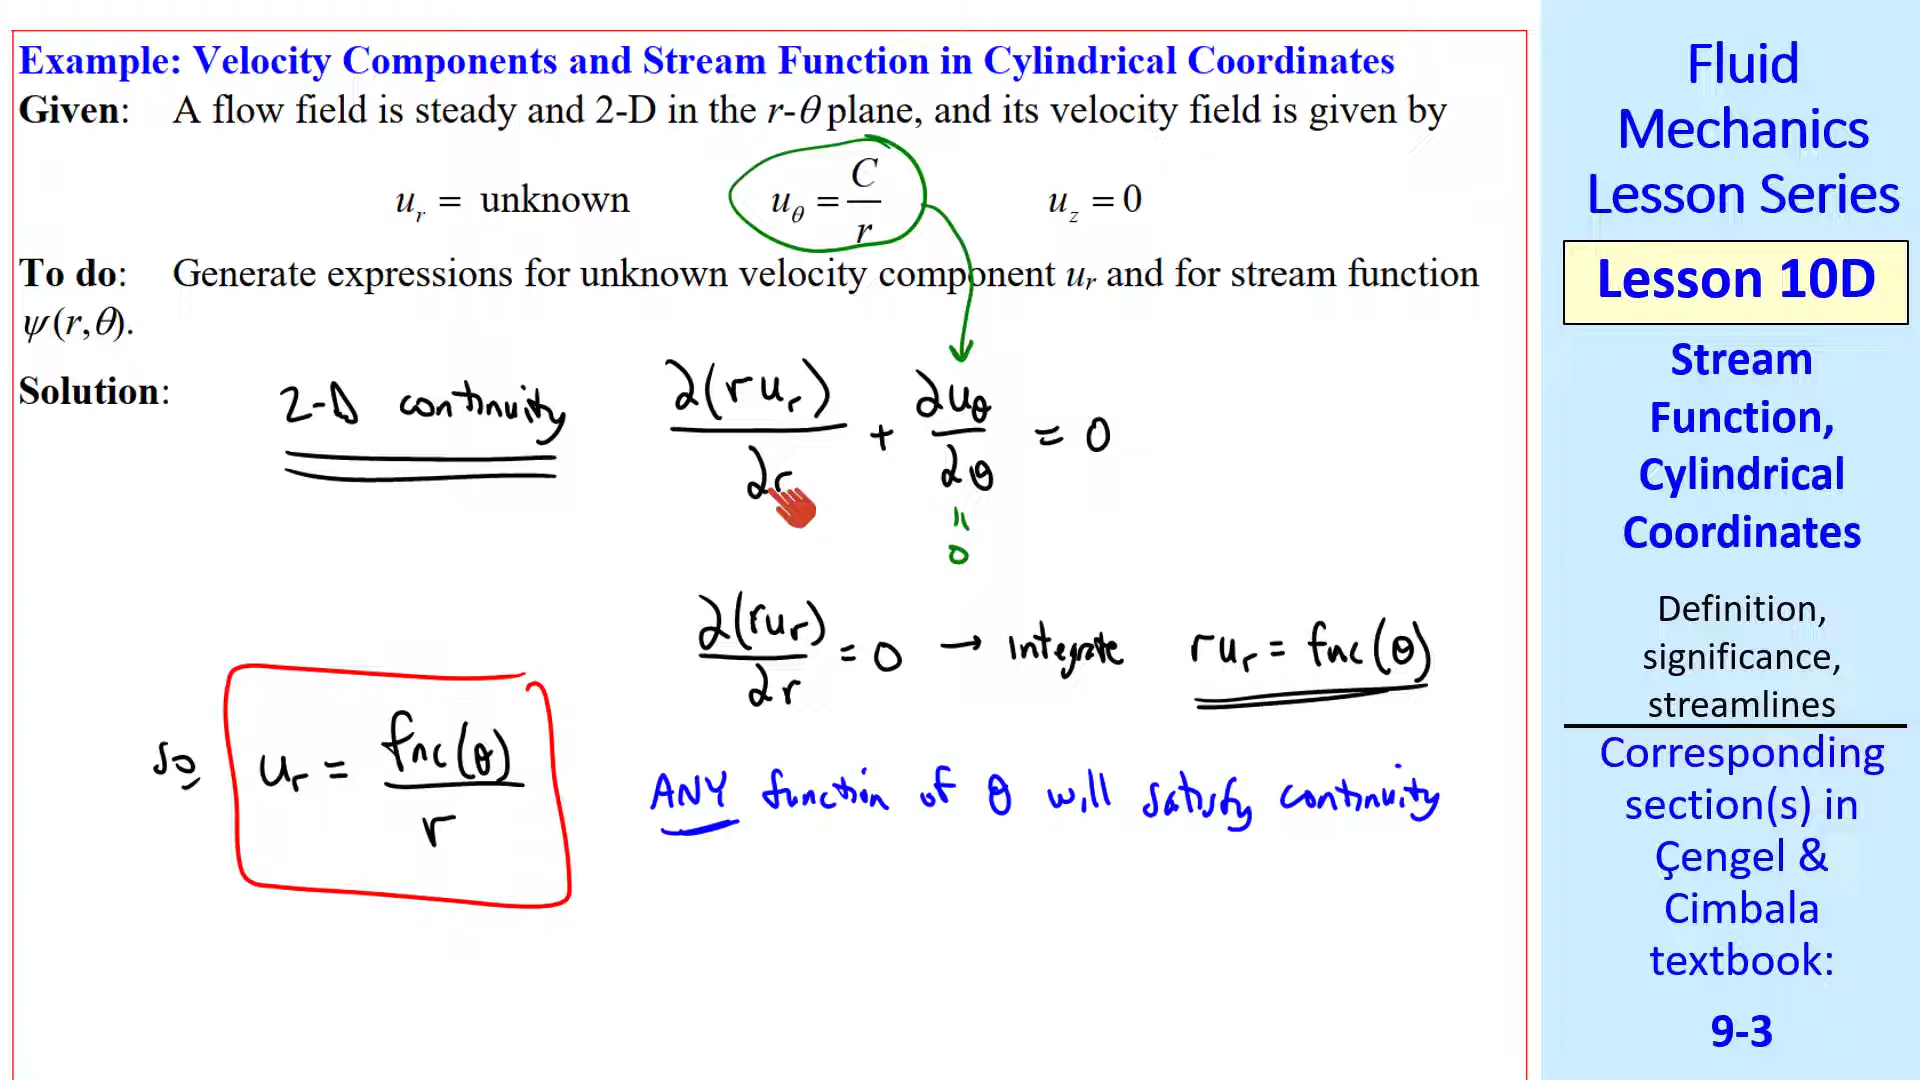 Example: Velocity Components and Stream Function in Cylindrical Coordinates
Given: A flow field is steady and 2-D in the r-θ plane, and its velocity field is given by
u_r = unknown u_θ = C/r u_z = 0
To do: Generate expressions for unknown velocity component u_r and for stream function
ψ(r,θ).
Solution: 2-D continuity ∂(r u_r)/∂r + ∂u_θ/∂θ = 0
= 0
∂(r u_r)/∂r = 0 → integrate r u_r = fnc(θ)
so u_r = fnc(θ)/r
ANY function of θ will satisfy continuity
Fluid
Mechanics
Lesson Series
Lesson 10D
Stream
Function,
Cylindrical
Coordinates
Definition,
significance,
streamlines
Corresponding
section(s) in
Çengel &
Cimbala
textbook:
9-3